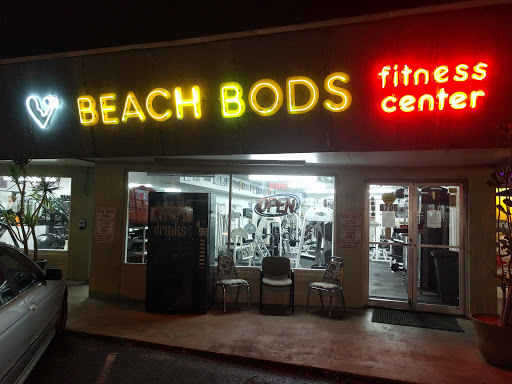 BEACH BODS
fitness
center
OPEN
drinks